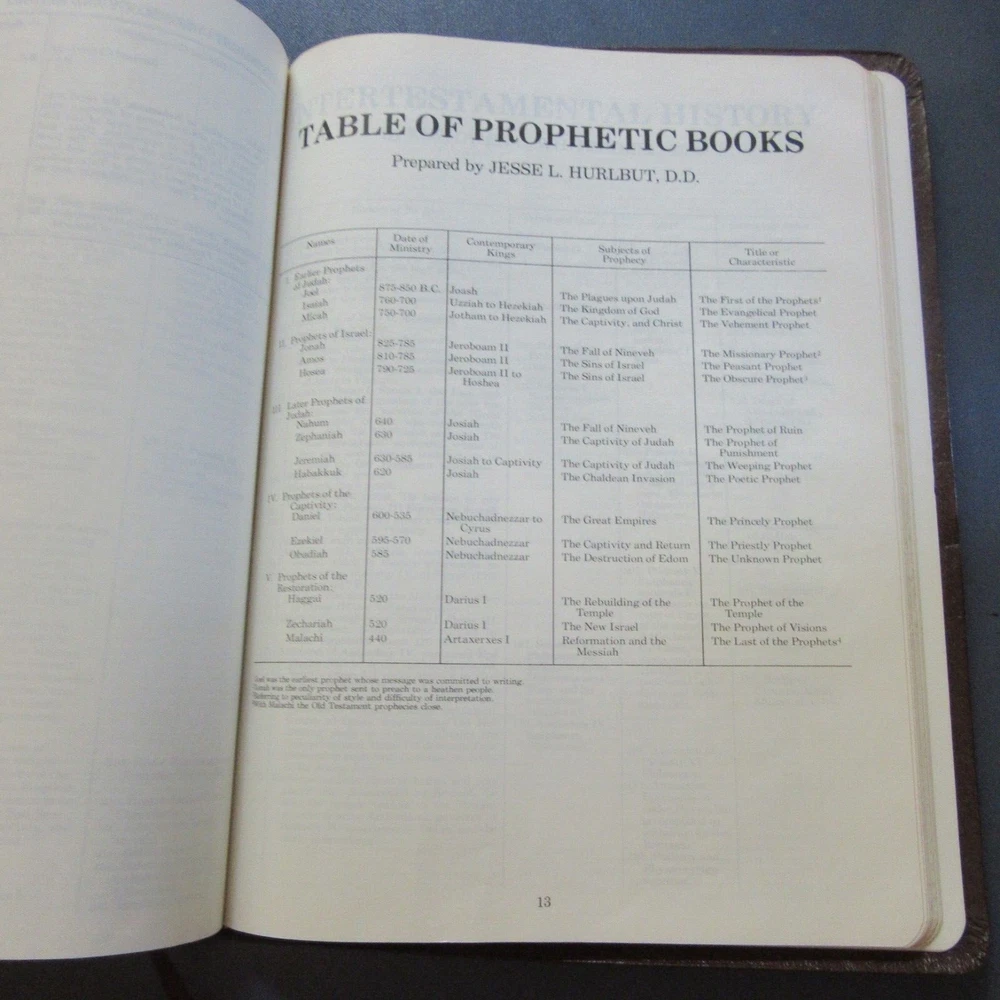 INTERTESTAMENTAL HISTORY
TABLE OF PROPHETIC BOOKS
Prepared by JESSE L. HURLBUT, D.D.
Names Date of Ministry Contemporary Kings Subjects of Prophecy Title or Characteristic
I. Earlier Prophets
of Judah:
Joel 875-850 B.C. Joash The Plagues upon Judah The First of the Prophets¹
Isaiah 760-700 Uzziah to Hezekiah The Kingdom of God The Evangelical Prophet
Micah 750-700 Jotham to Hezekiah The Captivity, and Christ The Vehement Prophet
II. Prophets of Israel:
Jonah 825-785 Jeroboam II The Fall of Nineveh The Missionary Prophet²
Amos 810-785 Jeroboam II The Sins of Israel The Peasant Prophet
Hosea 790-725 Jeroboam II to The Sins of Israel The Obscure Prophet³
Hoshea
III. Later Prophets of
Judah:
Nahum 640 Josiah The Fall of Nineveh The Prophet of Ruin
Zephaniah 630 Josiah The Captivity of Judah The Prophet of
Punishment
Jeremiah 630-585 Josiah to Captivity The Captivity of Judah The Weeping Prophet
Habakkuk 620 Josiah The Chaldean Invasion The Poetic Prophet
IV. Prophets of the
Captivity:
Daniel 600-535 Nebuchadnezzar to The Great Empires The Princely Prophet
Cyrus
Ezekiel 595-570 Nebuchadnezzar The Captivity and Return The Priestly Prophet
Obadiah 585 Nebuchadnezzar The Destruction of Edom The Unknown Prophet
V. Prophets of the
Restoration:
Haggai 520 Darius I The Rebuilding of the The Prophet of the
Temple Temple
Zechariah 520 Darius I The New Israel The Prophet of Visions
Malachi 440 Artaxerxes I Reformation and the The Last of the Prophets⁴
Messiah
Joel was the earliest prophet whose message was committed to writing.
Jonah was the only prophet sent to preach to a heathen people.
Referring to peculiarity of style and difficulty of interpretation.
With Malachi the Old Testament prophecies close.
13